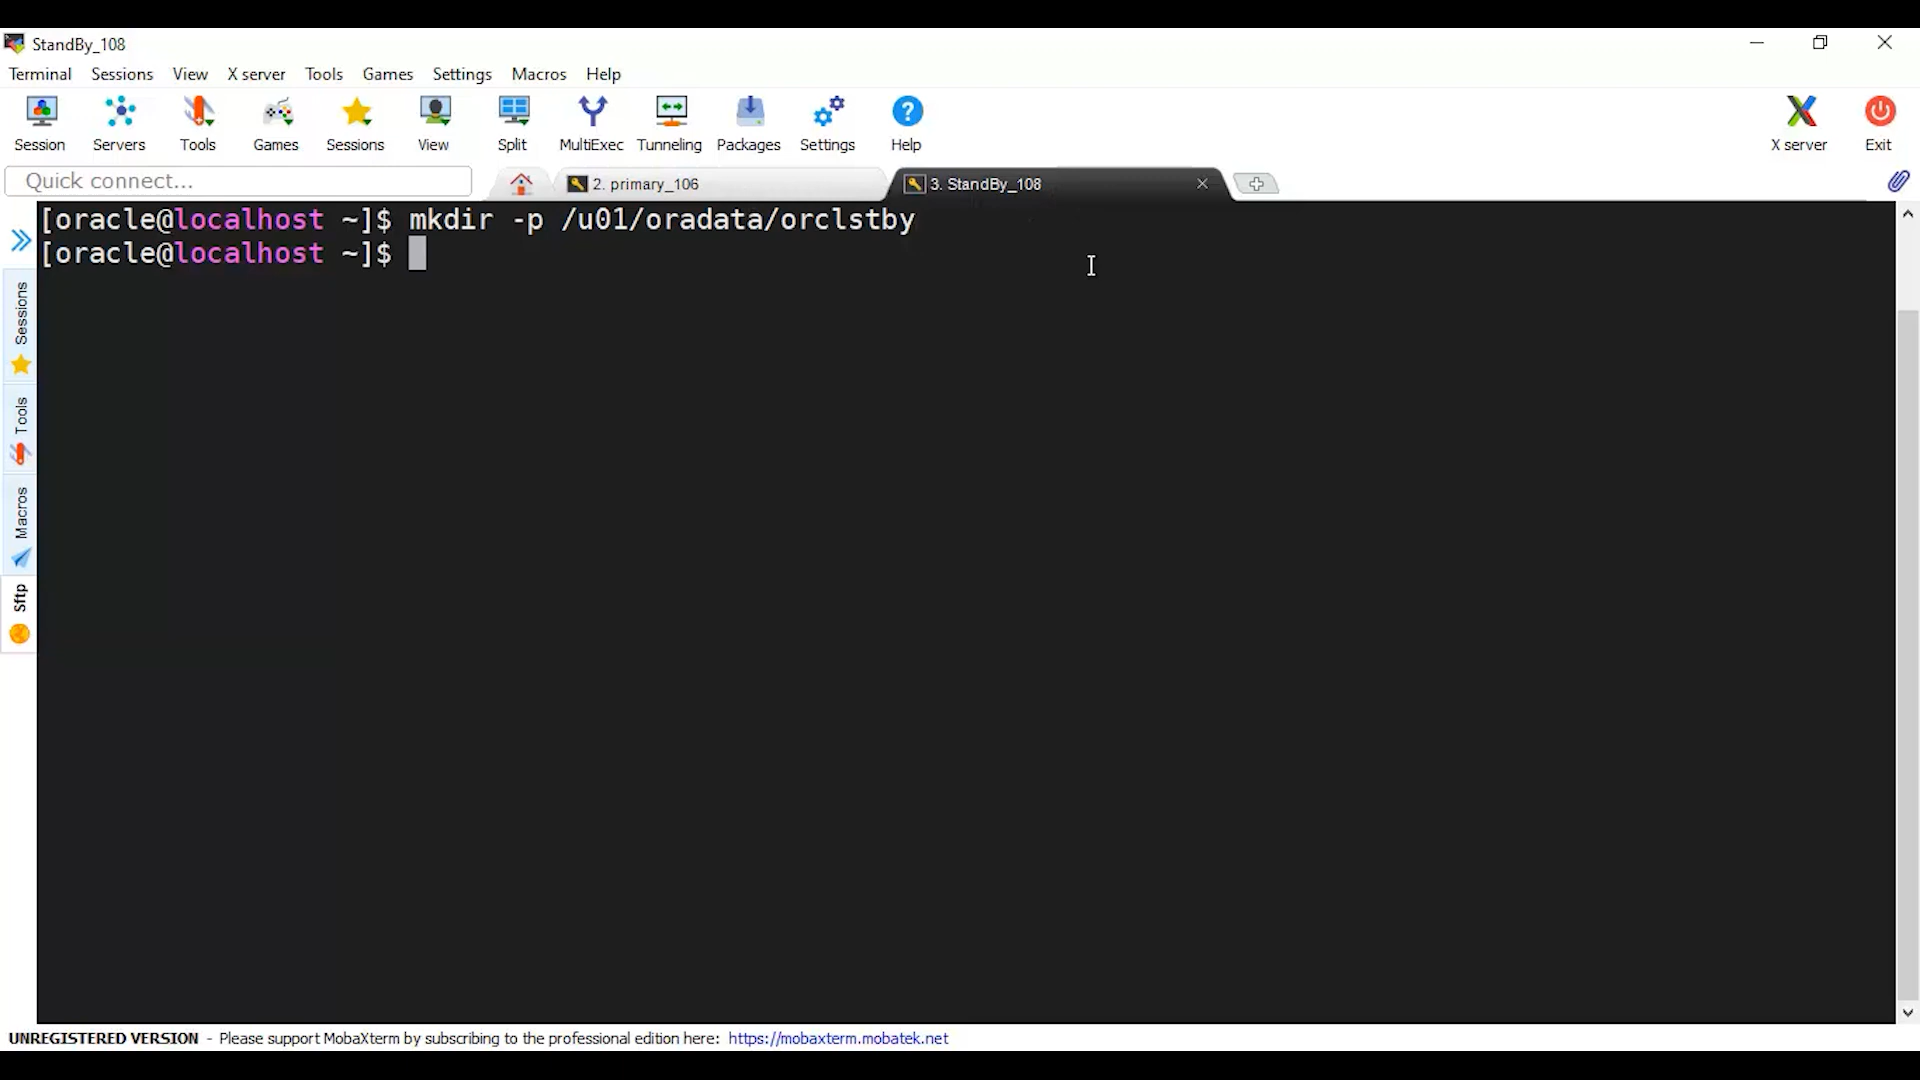 StandBy_108
Terminal Sessions View X server Tools Games Settings Macros Help
Session Servers Tools Games Sessions View Split MultiExec Tunneling Packages Settings Help X server Exit
Quick connect... 2. primary_106 3. StandBy_108
[oracle@localhost ~]$ mkdir -p /u01/oradata/orclstby
[oracle@localhost ~]$
Sessions
Tools
Macros
Sftp
UNREGISTERED VERSION - Please support MobaXterm by subscribing to the professional edition here: https://mobaxterm.mobatek.net